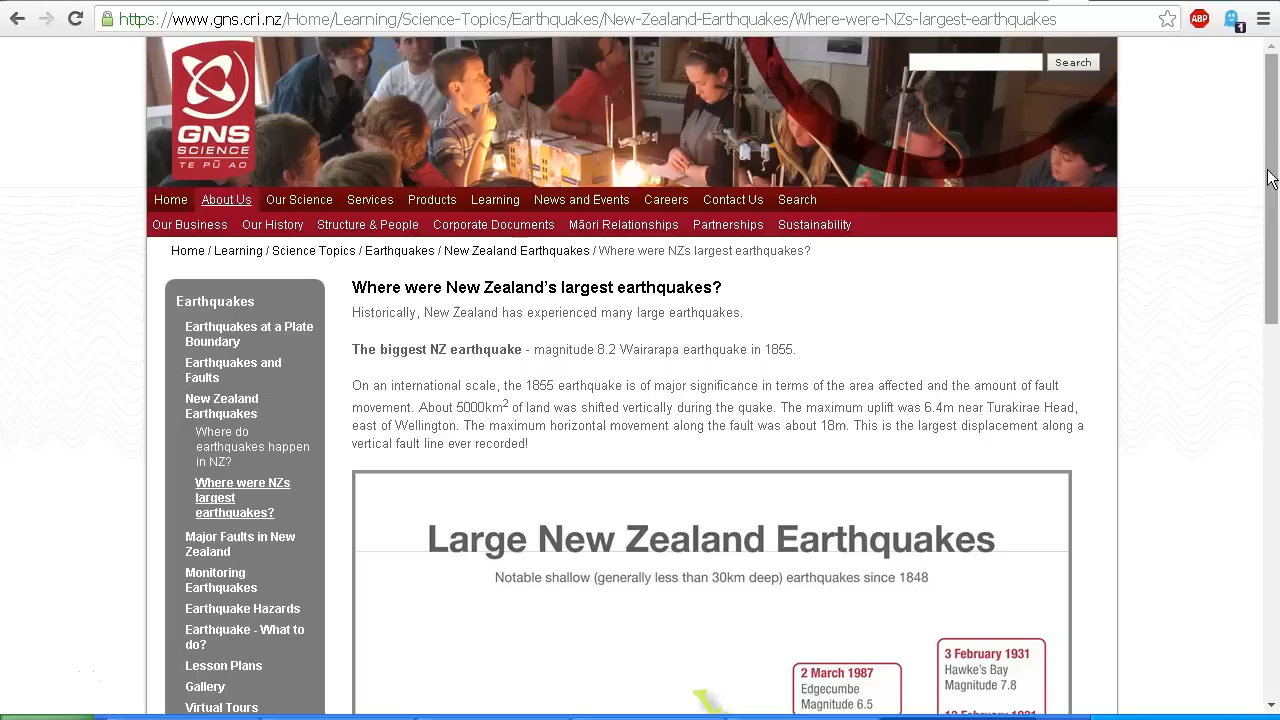 https://www.gns.cri.nz/Home/Learning/Science-Topics/Earthquakes/New-Zealand-Earthquakes/Where-were-NZs-largest-earthquakes
ABP
1
Search
GNS
SCIENCE
TE PŪ AO
Home About Us Our Science Services Products Learning News and Events Careers Contact Us Search
Our Business Our History Structure & People Corporate Documents Māori Relationships Partnerships Sustainability
Home / Learning / Science Topics / Earthquakes / New Zealand Earthquakes / Where were NZs largest earthquakes?
Earthquakes
Earthquakes at a Plate
Boundary
Earthquakes and
Faults
New Zealand
Earthquakes
Where do
earthquakes happen
in NZ?
Where were NZs
largest
earthquakes?
Major Faults in New
Zealand
Monitoring
Earthquakes
Earthquake Hazards
Earthquake - What to
do?
Lesson Plans
Gallery
Virtual Tours
Where were New Zealand's largest earthquakes?
Historically, New Zealand has experienced many large earthquakes.
The biggest NZ earthquake - magnitude 8.2 Wairarapa earthquake in 1855.
On an international scale, the 1855 earthquake is of major significance in terms of the area affected and the amount of fault
movement. About 5000km² of land was shifted vertically during the quake. The maximum uplift was 6.4m near Turakirae Head,
east of Wellington. The maximum horizontal movement along the fault was about 18m. This is the largest displacement along a
vertical fault line ever recorded!
Large New Zealand Earthquakes
Notable shallow (generally less than 30km deep) earthquakes since 1848
2 March 1987
Edgecumbe
Magnitude 6.5
3 February 1931
Hawke's Bay
Magnitude 7.8